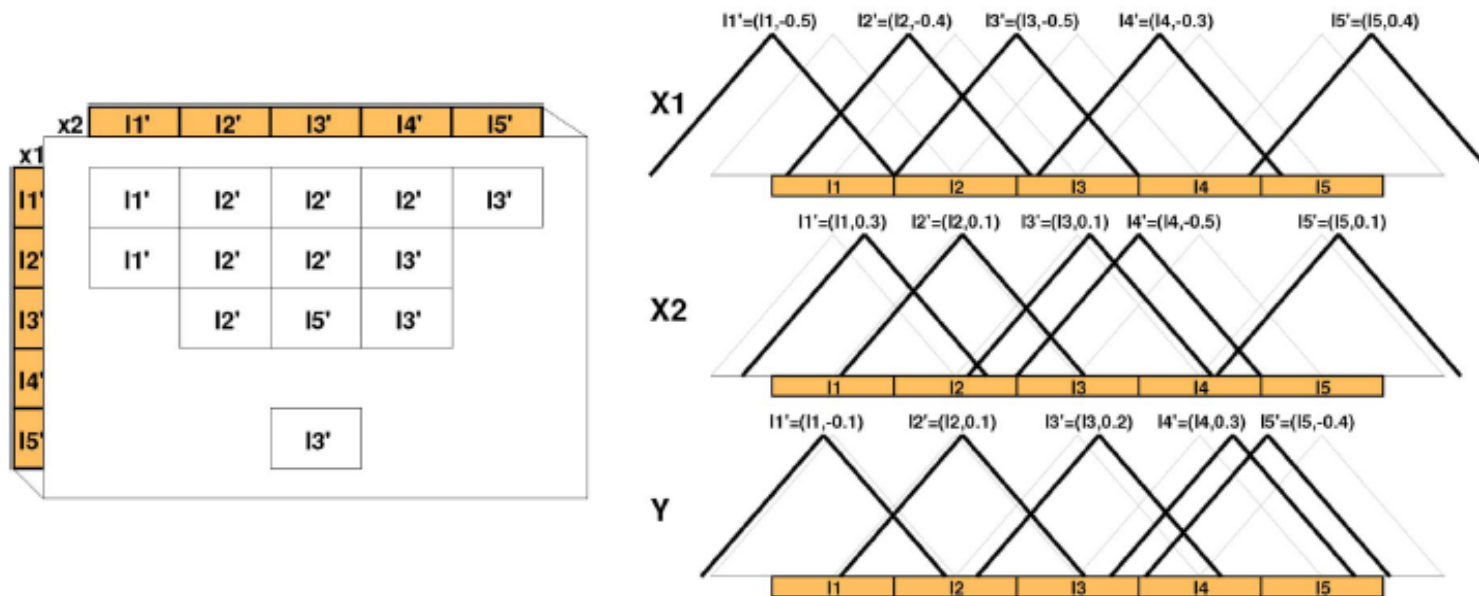 x2 l1' l2' l3' l4' l5'
x1
l1' l1' l2' l2' l2' l3'
l2' l1' l2' l2' l3'
l3' l2' l5' l3'
l4'
l5' l3'
l1'=(l1,-0.5) l2'=(l2,-0.4) l3'=(l3,-0.5) l4'=(l4,-0.3) l5'=(l5,0.4)
X1
l1 l2 l3 l4 l5
l1'=(l1,0.3) l2'=(l2,0.1) l3'=(l3,0.1) l4'=(l4,-0.5) l5'=(l5,0.1)
X2
l1 l2 l3 l4 l5
l1'=(l1,-0.1) l2'=(l2,0.1) l3'=(l3,0.2) l4'=(l4,0.3) l5'=(l5,-0.4)
Y
l1 l2 l3 l4 l5